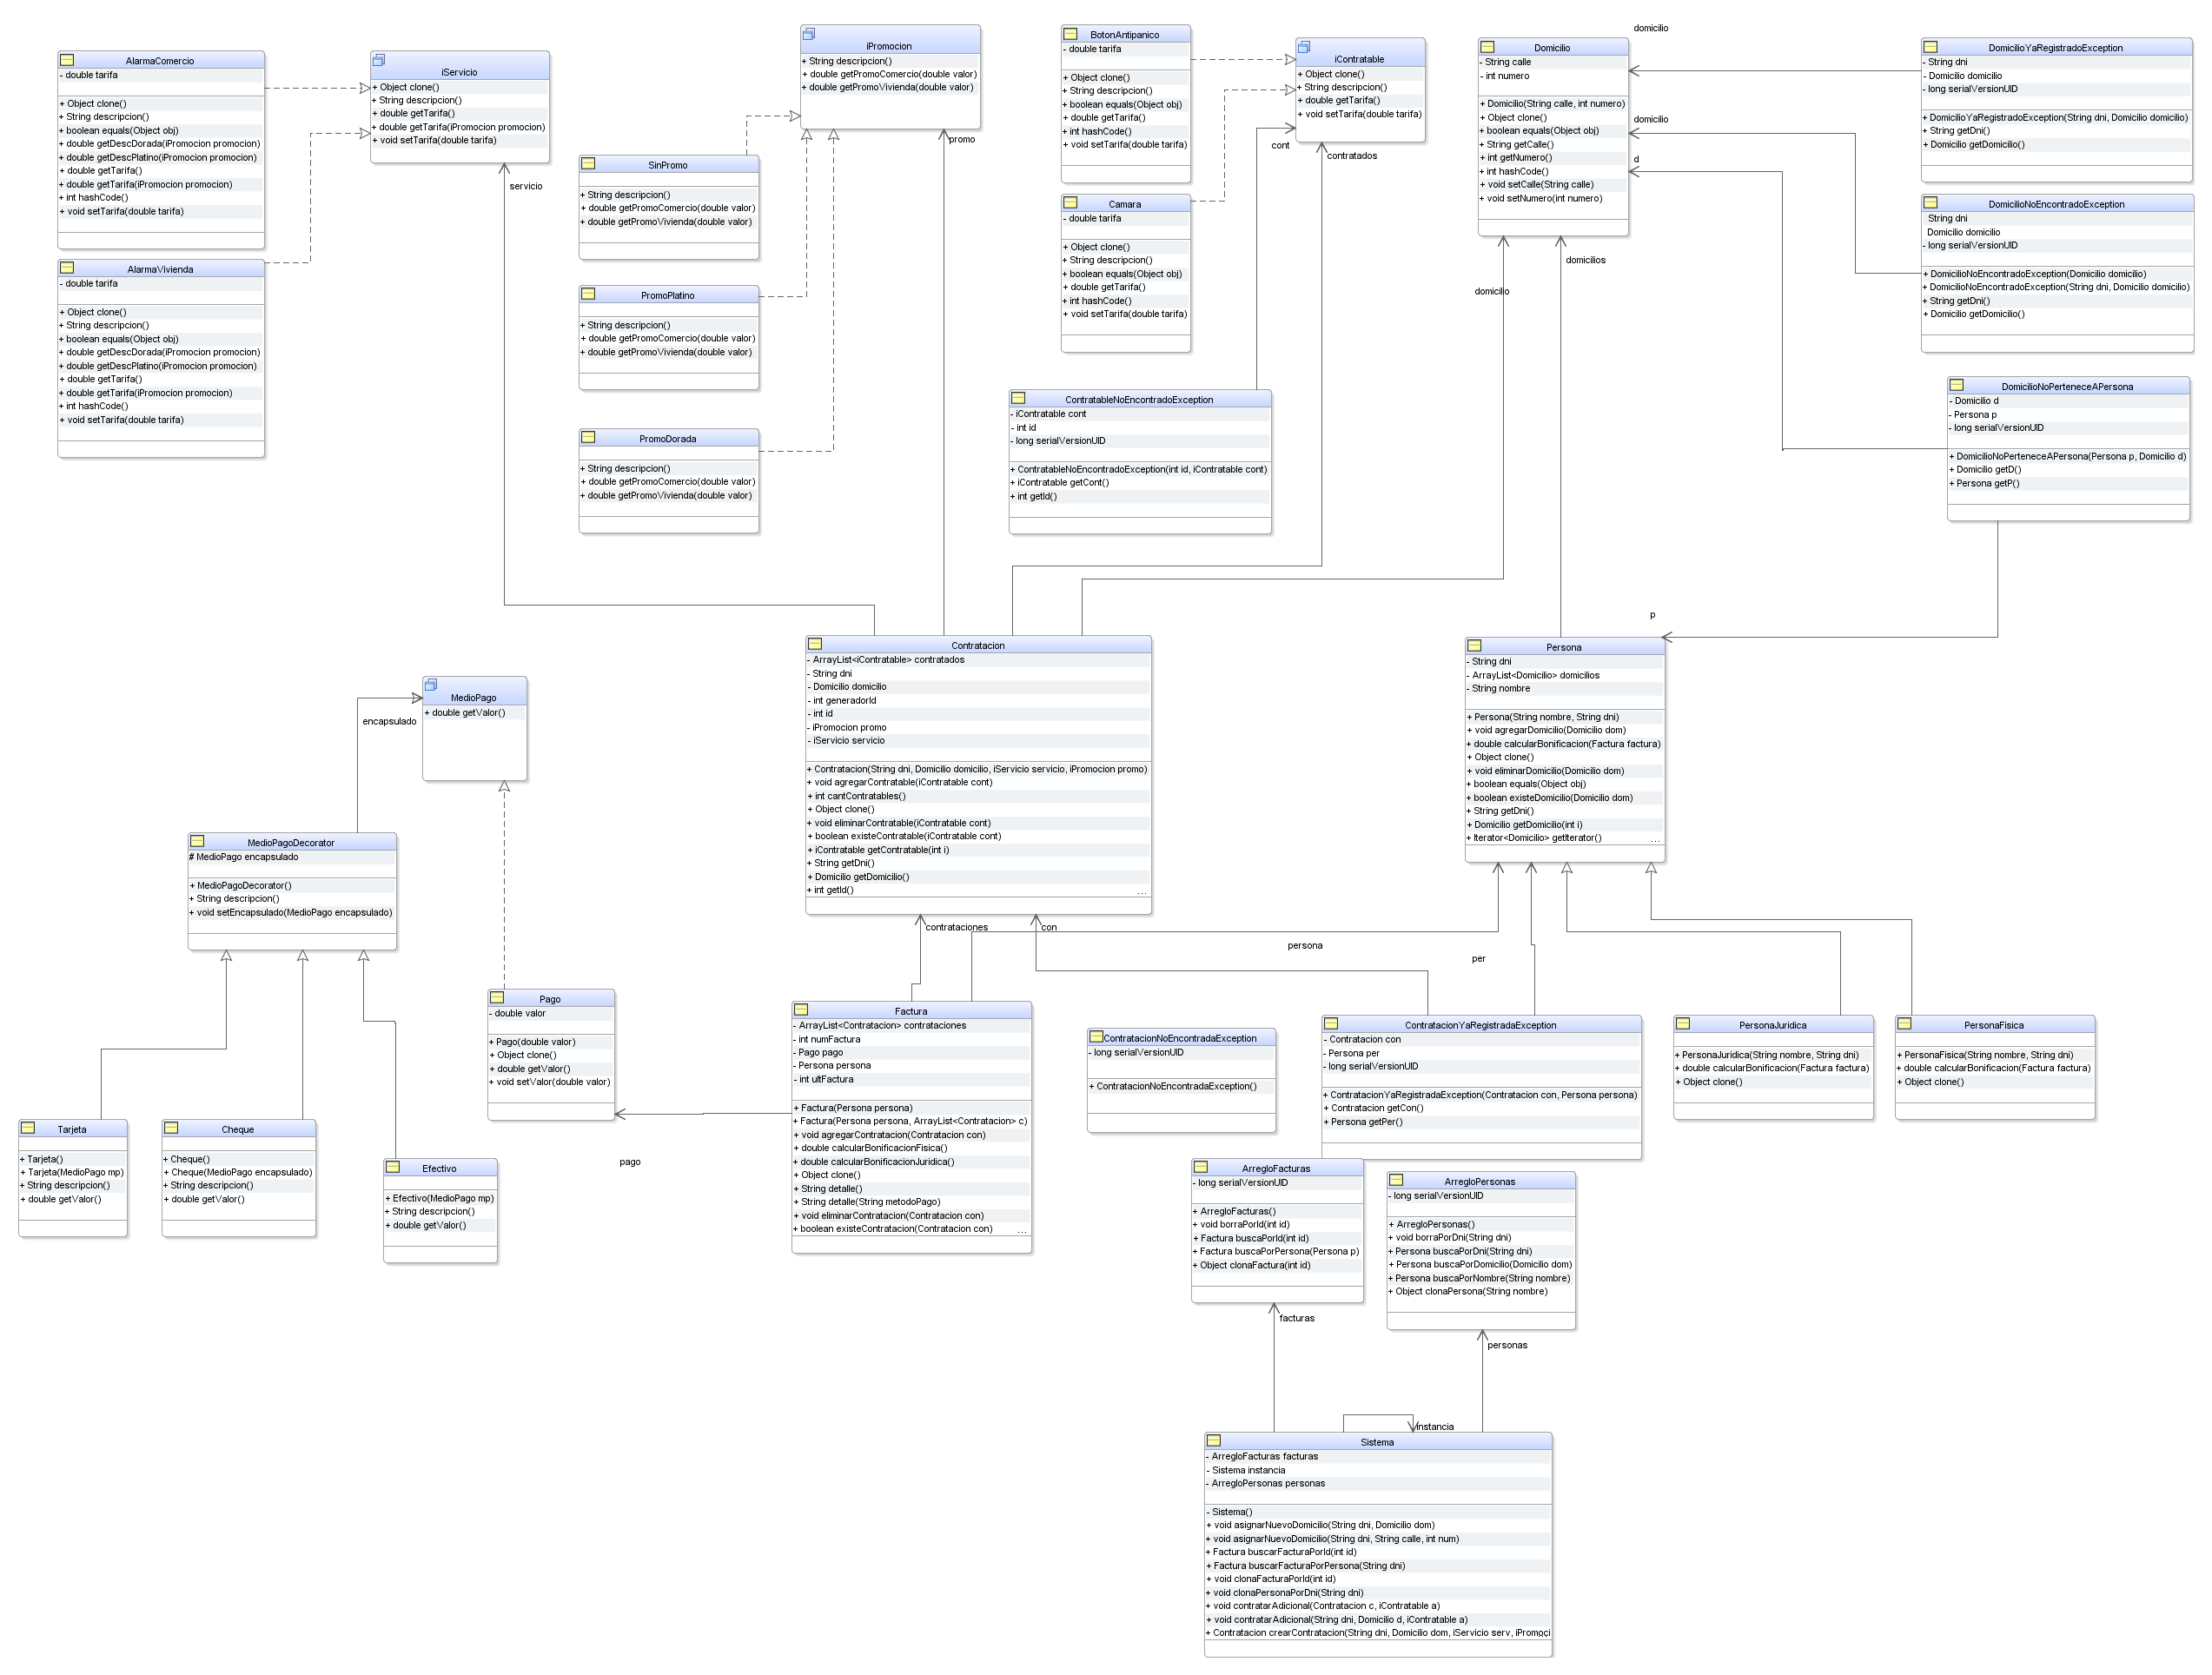 AlarmaComercio
- double tarifa
+ Object clone()
+ String descripcion()
+ boolean equals(Object obj)
+ double getDescDorada(iPromocion promocion)
+ double getDescPlatino(iPromocion promocion)
+ double getTarifa()
+ double getTarifa(iPromocion promocion)
+ int hashCode()
+ void setTarifa(double tarifa)
AlarmaVivienda
- double tarifa
+ Object clone()
+ String descripcion()
+ boolean equals(Object obj)
+ double getDescDorada(iPromocion promocion)
+ double getDescPlatino(iPromocion promocion)
+ double getTarifa()
+ double getTarifa(iPromocion promocion)
+ int hashCode()
+ void setTarifa(double tarifa)
iServicio
+ Object clone()
+ String descripcion()
+ double getTarifa()
+ double getTarifa(iPromocion promocion)
+ void setTarifa(double tarifa)
servicio
iPromocion
+ String descripcion()
+ double getPromoComercio(double valor)
+ double getPromoVivienda(double valor)
promo
SinPromo
+ String descripcion()
+ double getPromoComercio(double valor)
+ double getPromoVivienda(double valor)
PromoPlatino
+ String descripcion()
+ double getPromoComercio(double valor)
+ double getPromoVivienda(double valor)
PromoDorada
+ String descripcion()
+ double getPromoComercio(double valor)
+ double getPromoVivienda(double valor)
BotonAntipanico
- double tarifa
+ Object clone()
+ String descripcion()
+ boolean equals(Object obj)
+ double getTarifa()
+ int hashCode()
+ void setTarifa(double tarifa)
Camara
- double tarifa
+ Object clone()
+ String descripcion()
+ boolean equals(Object obj)
+ double getTarifa()
+ int hashCode()
+ void setTarifa(double tarifa)
iContratable
+ Object clone()
+ String descripcion()
+ double getTarifa()
+ void setTarifa(double tarifa)
cont
contratados
ContratableNoEncontradoException
- iContratable cont
- int id
- long serialVersionUID
+ ContratableNoEncontradoException(int id, iContratable cont)
+ iContratable getCont()
+ int getId()
Domicilio
- String calle
- int numero
+ Domicilio(String calle, int numero)
+ Object clone()
+ boolean equals(Object obj)
+ String getCalle()
+ int getNumero()
+ int hashCode()
+ void setCalle(String calle)
+ void setNumero(int numero)
domicilio
domicilio
d
domicilios
domicilio
DomicilioYaRegistradoException
- String dni
- Domicilio domicilio
- long serialVersionUID
+ DomicilioYaRegistradoException(String dni, Domicilio domicilio)
+ String getDni()
+ Domicilio getDomicilio()
DomicilioNoEncontradoException
String dni
Domicilio domicilio
- long serialVersionUID
+ DomicilioNoEncontradoException(Domicilio domicilio)
+ DomicilioNoEncontradoException(String dni, Domicilio domicilio)
+ String getDni()
+ Domicilio getDomicilio()
DomicilioNoPerteneceAPersona
- Domicilio d
- Persona p
- long serialVersionUID
+ DomicilioNoPerteneceAPersona(Persona p, Domicilio d)
+ Domicilio getD()
+ Persona getP()
p
Contratacion
- ArrayList<iContratable> contratados
- String dni
- Domicilio domicilio
- int generadorId
- int id
- iPromocion promo
- iServicio servicio
+ Contratacion(String dni, Domicilio domicilio, iServicio servicio, iPromocion promo)
+ void agregarContratable(iContratable cont)
+ int cantContratables()
+ Object clone()
+ void eliminarContratable(iContratable cont)
+ boolean existeContratable(iContratable cont)
+ iContratable getContratable(int i)
+ String getDni()
+ Domicilio getDomicilio()
+ int getId() ...
Persona
- String dni
- ArrayList<Domicilio> domicilios
- String nombre
+ Persona(String nombre, String dni)
+ void agregarDomicilio(Domicilio dom)
+ double calcularBonificacion(Factura factura)
+ Object clone()
+ void eliminarDomicilio(Domicilio dom)
+ boolean equals(Object obj)
+ boolean existeDomicilio(Domicilio dom)
+ String getDni()
+ Domicilio getDomicilio(int i)
+ Iterator<Domicilio> getIterator() ...
MedioPago
+ double getValor()
encapsulado
MedioPagoDecorator
# MedioPago encapsulado
+ MedioPagoDecorator()
+ String descripcion()
+ void setEncapsulado(MedioPago encapsulado)
contrataciones
con
persona
per
Pago
- double valor
+ Pago(double valor)
+ Object clone()
+ double getValor()
+ void setValor(double valor)
pago
Tarjeta
+ Tarjeta()
+ Tarjeta(MedioPago mp)
+ String descripcion()
+ double getValor()
Cheque
+ Cheque()
+ Cheque(MedioPago encapsulado)
+ String descripcion()
+ double getValor()
Efectivo
+ Efectivo(MedioPago mp)
+ String descripcion()
+ double getValor()
Factura
- ArrayList<Contratacion> contrataciones
- int numFactura
- Pago pago
- Persona persona
- int ultFactura
+ Factura(Persona persona)
+ Factura(Persona persona, ArrayList<Contratacion> c)
+ void agregarContratacion(Contratacion con)
+ double calcularBonificacionFisica()
+ double calcularBonificacionJuridica()
+ Object clone()
+ String detalle()
+ String detalle(String metodoPago)
+ void eliminarContratacion(Contratacion con)
+ boolean existeContratacion(Contratacion con) ...
ContratacionNoEncontradaException
- long serialVersionUID
+ ContratacionNoEncontradaException()
ContratacionYaRegistradaException
- Contratacion con
- Persona per
- long serialVersionUID
+ ContratacionYaRegistradaException(Contratacion con, Persona persona)
+ Contratacion getCon()
+ Persona getPer()
PersonaJuridica
+ PersonaJuridica(String nombre, String dni)
+ double calcularBonificacion(Factura factura)
+ Object clone()
PersonaFisica
+ PersonaFisica(String nombre, String dni)
+ double calcularBonificacion(Factura factura)
+ Object clone()
ArregloFacturas
- long serialVersionUID
+ ArregloFacturas()
+ void borraPorId(int id)
+ Factura buscaPorId(int id)
+ Factura buscaPorPersona(Persona p)
+ Object clonaFactura(int id)
facturas
ArregloPersonas
- long serialVersionUID
+ ArregloPersonas()
+ void borraPorDni(String dni)
+ Persona buscaPorDni(String dni)
+ Persona buscaPorDomicilio(Domicilio dom)
+ Persona buscaPorNombre(String nombre)
+ Object clonaPersona(String nombre)
personas
instancia
Sistema
- ArregloFacturas facturas
- Sistema instancia
- ArregloPersonas personas
- Sistema()
+ void asignarNuevoDomicilio(String dni, Domicilio dom)
+ void asignarNuevoDomicilio(String dni, String calle, int num)
+ Factura buscarFacturaPorId(int id)
+ Factura buscarFacturaPorPersona(String dni)
+ void clonaFacturaPorId(int id)
+ void clonaPersonaPorDni(String dni)
+ void contratarAdicional(Contratacion c, iContratable a)
+ void contratarAdicional(String dni, Domicilio d, iContratable a)
+ Contratacion crearContratacion(String dni, Domicilio dom, iServicio serv, iPromoci